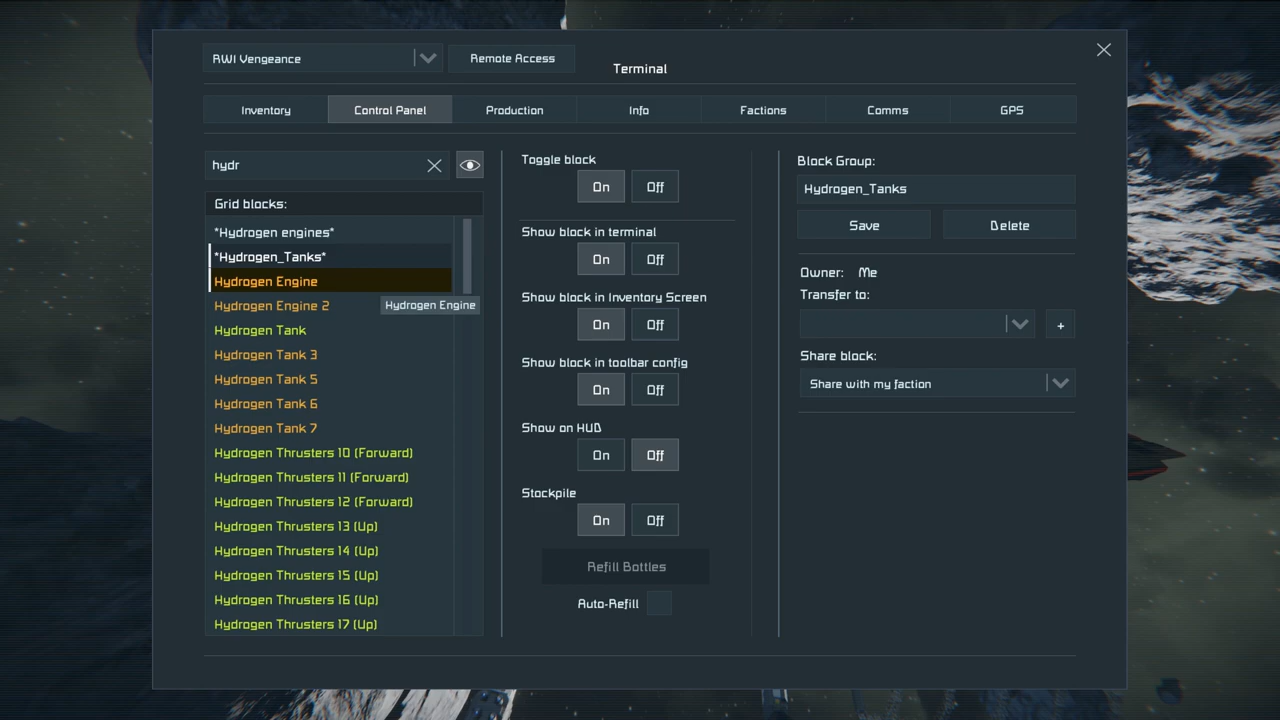 RWI Vengeance
Remote Access
Terminal
Inventory
Control Panel
Production
Info
Factions
Comms
GPS
hydr
Grid blocks:
*Hydrogen engines*
*Hydrogen_Tanks*
Hydrogen Engine
Hydrogen Engine 2
Hydrogen Engine
Hydrogen Tank
Hydrogen Tank 3
Hydrogen Tank 5
Hydrogen Tank 6
Hydrogen Tank 7
Hydrogen Thrusters 10 (Forward)
Hydrogen Thrusters 11 (Forward)
Hydrogen Thrusters 12 (Forward)
Hydrogen Thrusters 13 (Up)
Hydrogen Thrusters 14 (Up)
Hydrogen Thrusters 15 (Up)
Hydrogen Thrusters 16 (Up)
Hydrogen Thrusters 17 (Up)
Toggle block
On Off
Show block in terminal
On Off
Show block in Inventory Screen
On Off
Show block in toolbar config
On Off
Show on HUD
On Off
Stockpile
On Off
Refill Bottles
Auto-Refill
Block Group:
Hydrogen_Tanks
Save
Delete
Owner: Me
Transfer to:
+
Share block:
Share with my faction